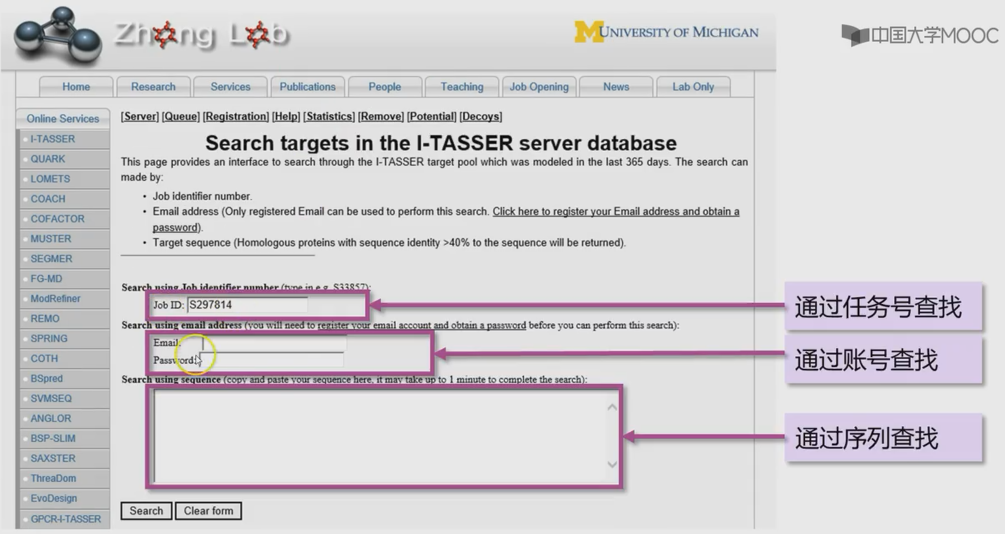 Zhang Lab
UNIVERSITY OF MICHIGAN
中国大学MOOC
Home Research Services Publications People Teaching Job Opening News Lab Only
Online Services
I-TASSER
QUARK
LOMETS
COACH
COFACTOR
MUSTER
SEGMER
FG-MD
ModRefiner
REMO
SPRING
COTH
BSpred
SVMSEQ
ANGLOR
BSP-SLIM
SAXSTER
ThreaDom
EvoDesign
GPCR-I-TASSER
[Server] [Queue] [Registration] [Help] [Statistics] [Remove] [Potential] [Decoys]
Search targets in the I-TASSER server database
This page provides an interface to search through the I-TASSER target pool which was modeled in the last 365 days. The search can
made by:
• Job identifier number.
• Email address (Only registered Email can be used to perform this search. Click here to register your Email address and obtain a
password).
• Target sequence (Homologous proteins with sequence identity >40% to the sequence will be returned).
Search using Job identifier number (type in e.g. S33857):
Job ID: S297814
通过任务号查找
Search using email address (you will need to register your email account and obtain a password before you can perform this search):
Email:
Password:
通过账号查找
Search using sequence (copy and paste your sequence here, it may take up to 1 minute to complete the search):
通过序列查找
Search Clear form